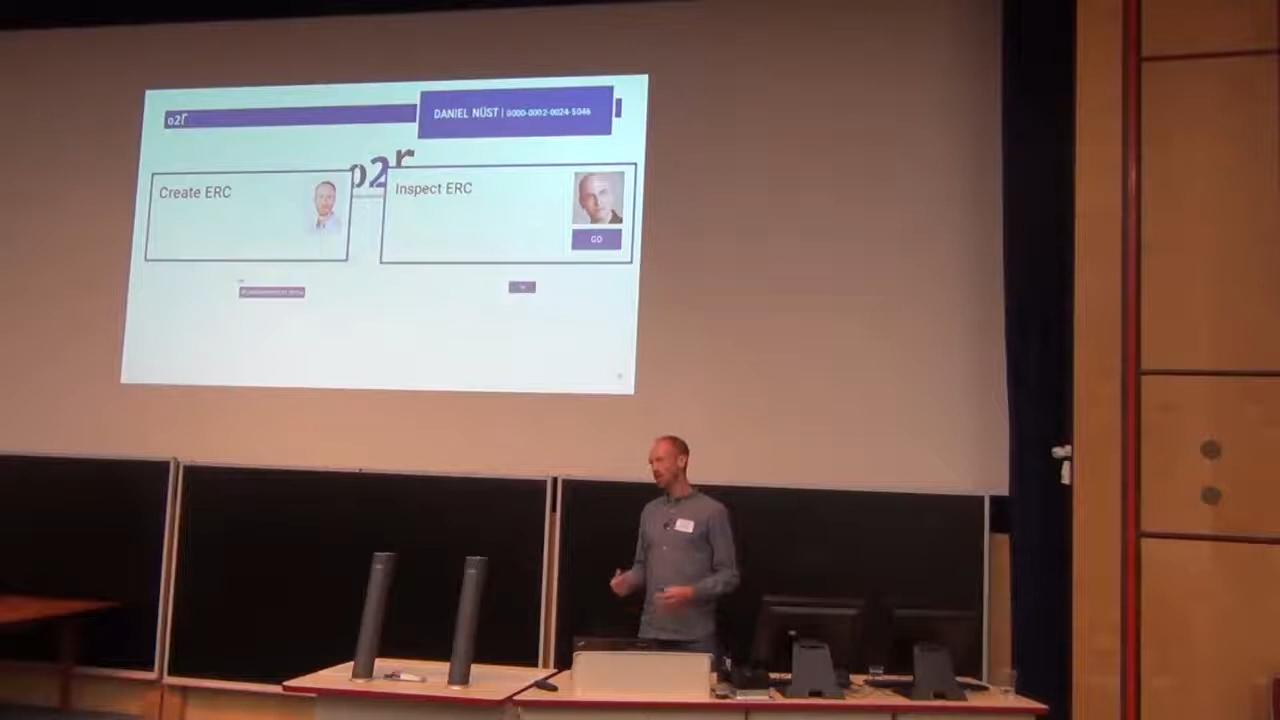 o2r
DANIEL NÜST | 0000-0002-0024-5046
o2r
Create ERC
Inspect ERC
GO